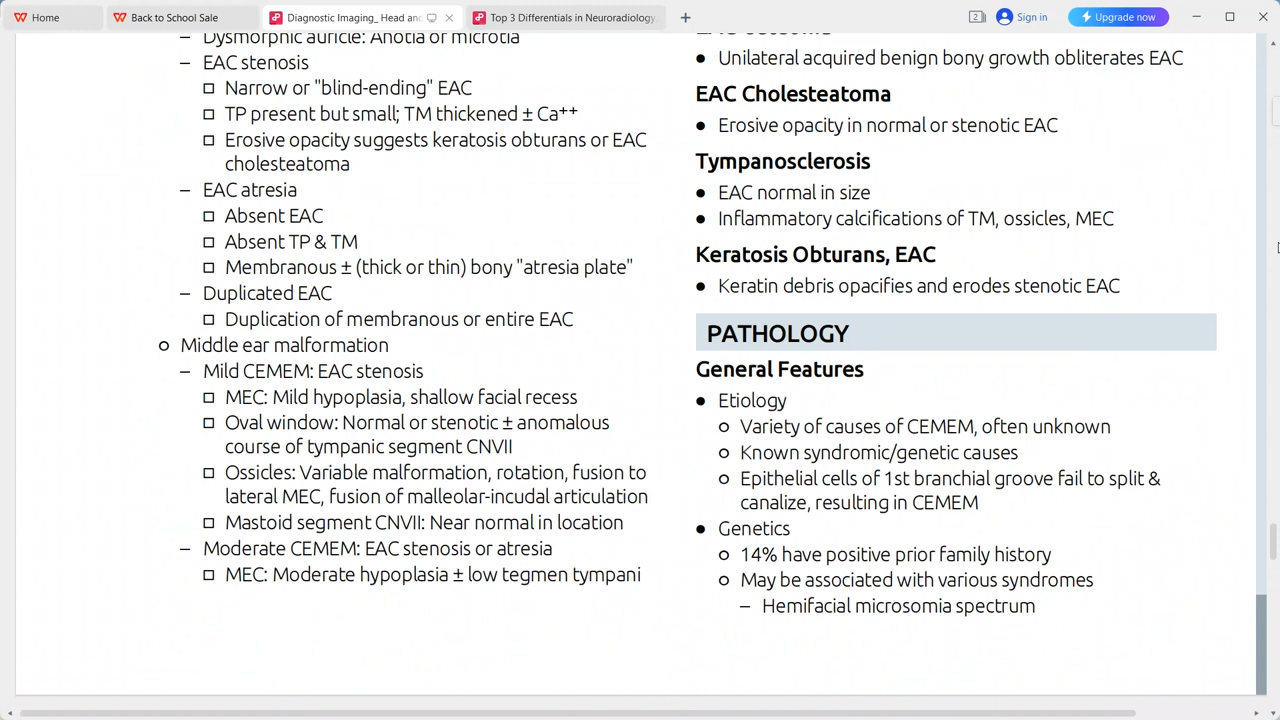 Home
Back to School Sale
Diagnostic Imaging_ Head an
Top 3 Differentials in Neuroradiology
2
Sign in
Upgrade now
– Dysmorphic auricle: Anotia or microtia
– EAC stenosis
□ Narrow or "blind-ending" EAC
□ TP present but small; TM thickened ± Ca⁺⁺
□ Erosive opacity suggests keratosis obturans or EAC
cholesteatoma
– EAC atresia
□ Absent EAC
□ Absent TP & TM
□ Membranous ± (thick or thin) bony "atresia plate"
– Duplicated EAC
□ Duplication of membranous or entire EAC
○ Middle ear malformation
– Mild CEMEM: EAC stenosis
□ MEC: Mild hypoplasia, shallow facial recess
□ Oval window: Normal or stenotic ± anomalous
course of tympanic segment CNVII
□ Ossicles: Variable malformation, rotation, fusion to
lateral MEC, fusion of malleolar-incudal articulation
□ Mastoid segment CNVII: Near normal in location
– Moderate CEMEM: EAC stenosis or atresia
□ MEC: Moderate hypoplasia ± low tegmen tympani
● Unilateral acquired benign bony growth obliterates EAC
EAC Cholesteatoma
● Erosive opacity in normal or stenotic EAC
Tympanosclerosis
● EAC normal in size
● Inflammatory calcifications of TM, ossicles, MEC
Keratosis Obturans, EAC
● Keratin debris opacifies and erodes stenotic EAC
PATHOLOGY
General Features
● Etiology
○ Variety of causes of CEMEM, often unknown
○ Known syndromic/genetic causes
○ Epithelial cells of 1st branchial groove fail to split &
canalize, resulting in CEMEM
● Genetics
○ 14% have positive prior family history
○ May be associated with various syndromes
– Hemifacial microsomia spectrum